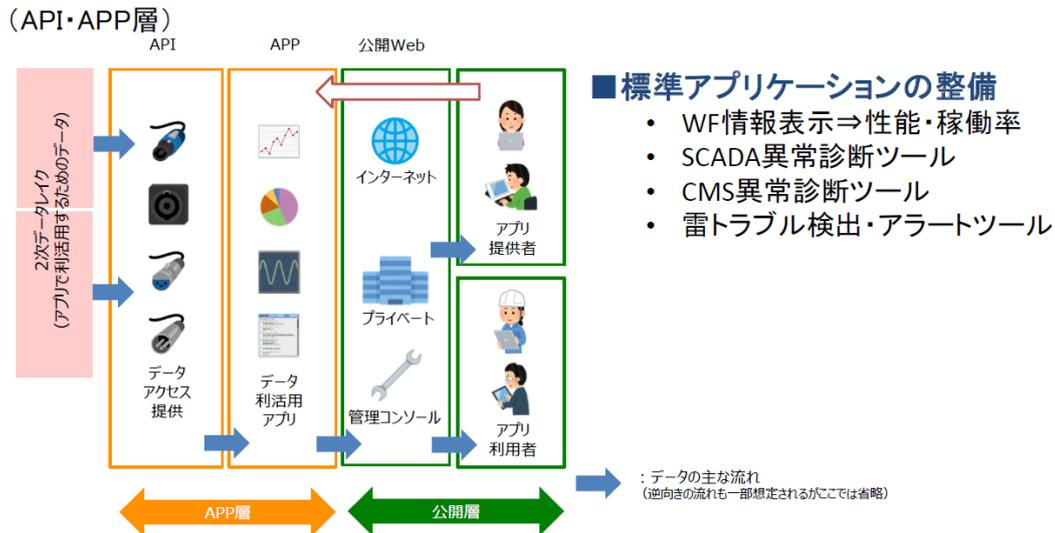 （API・APP層）
API
APP
公開Web
2次データレイク
（アプリで利活用するためのデータ）
データ
アクセス
提供
データ
利活用
アプリ
インターネット
プライベート
管理コンソール
アプリ
提供者
アプリ
利用者
APP層
公開層
■標準アプリケーションの整備
• WF情報表示⇒性能・稼働率
• SCADA異常診断ツール
• CMS異常診断ツール
• 雷トラブル検出・アラートツール
：データの主な流れ
（逆向きの流れも一部想定されるがここでは省略）